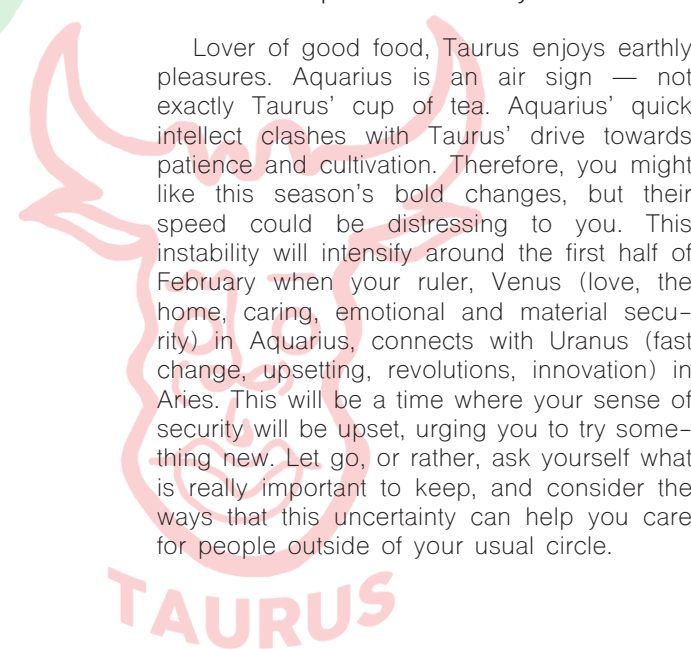 Lover of good food, Taurus enjoys earthly
pleasures. Aquarius is an air sign — not
exactly Taurus’ cup of tea. Aquarius’ quick
intellect clashes with Taurus’ drive towards
patience and cultivation. Therefore, you might
like this season’s bold changes, but their
speed could be distressing to you. This
instability will intensify around the first half of
February when your ruler, Venus (love, the
home, caring, emotional and material secu-
rity) in Aquarius, connects with Uranus (fast
change, upsetting, revolutions, innovation) in
Aries. This will be a time where your sense of
security will be upset, urging you to try some-
thing new. Let go, or rather, ask yourself what
is really important to keep, and consider the
ways that this uncertainty can help you care
for people outside of your usual circle.
TAURUS